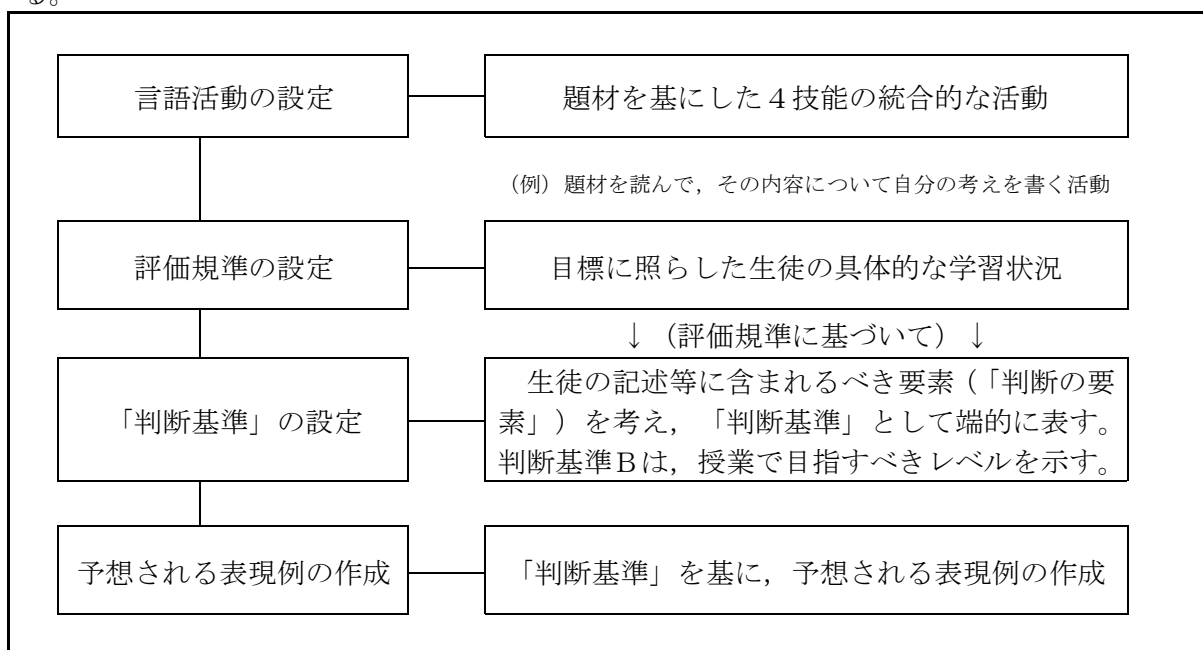 る。
言語活動の設定
題材を基にした4技能の統合的な活動
（例）題材を読んで，その内容について自分の考えを書く活動
評価規準の設定
目標に照らした生徒の具体的な学習状況
↓（評価規準に基づいて）↓
「判断基準」の設定
生徒の記述等に含まれるべき要素（「判断の要
素」）を考え，「判断基準」として端的に表す。
判断基準Ｂは，授業で目指すべきレベルを示す。
予想される表現例の作成
「判断基準」を基に，予想される表現例の作成